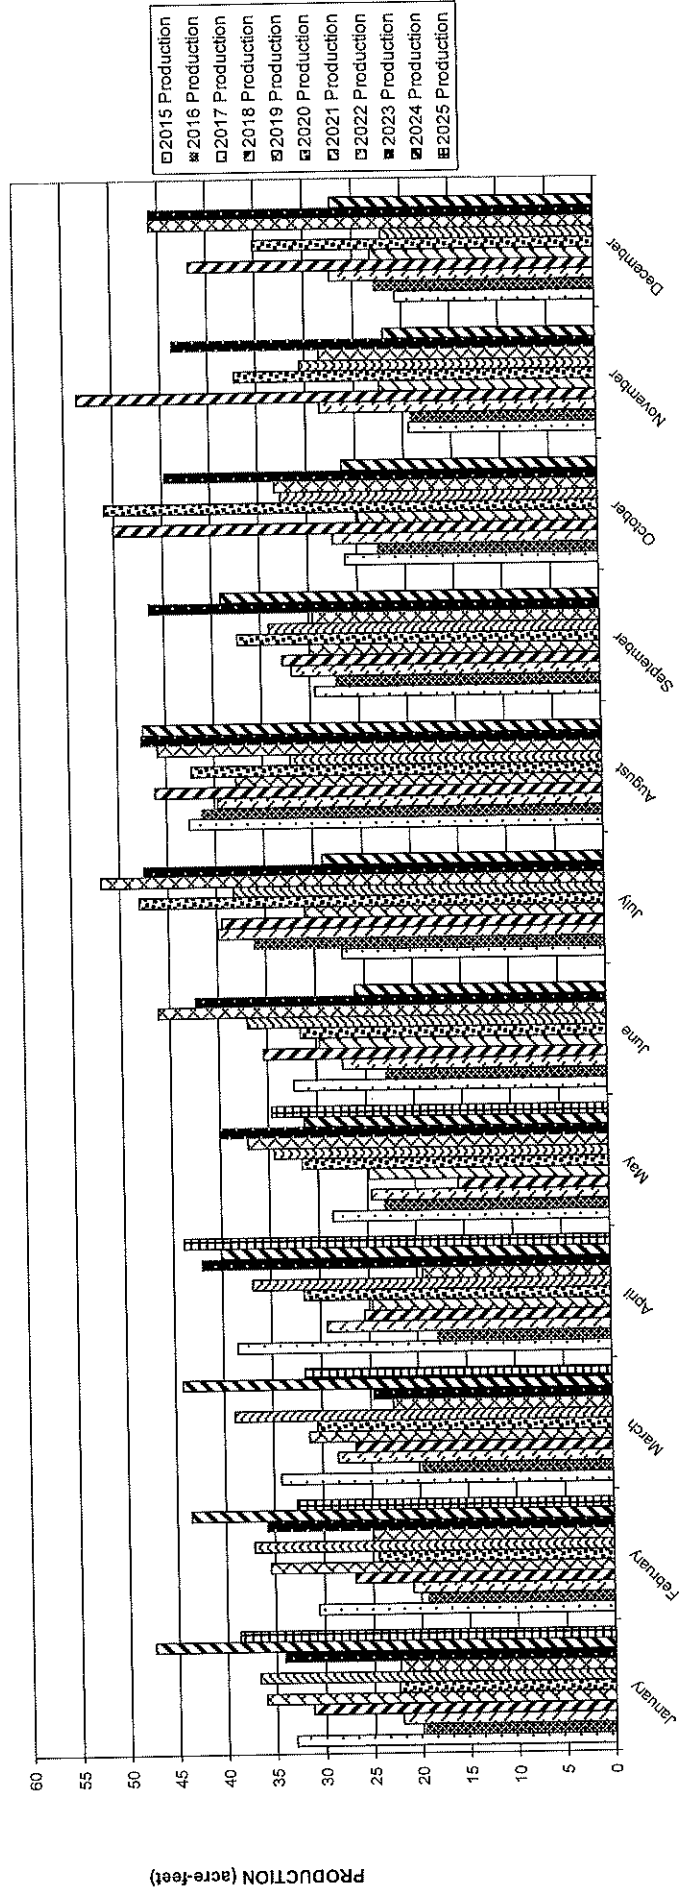 PRODUCTION (acre-feet)
60
55
50
45
40
35
30
25
20
15
10
5
0
January
February
March
April
May
June
July
August
September
October
November
December
2015 Production
2016 Production
2017 Production
2018 Production
2019 Production
2020 Production
2021 Production
2022 Production
2023 Production
2024 Production
2025 Production